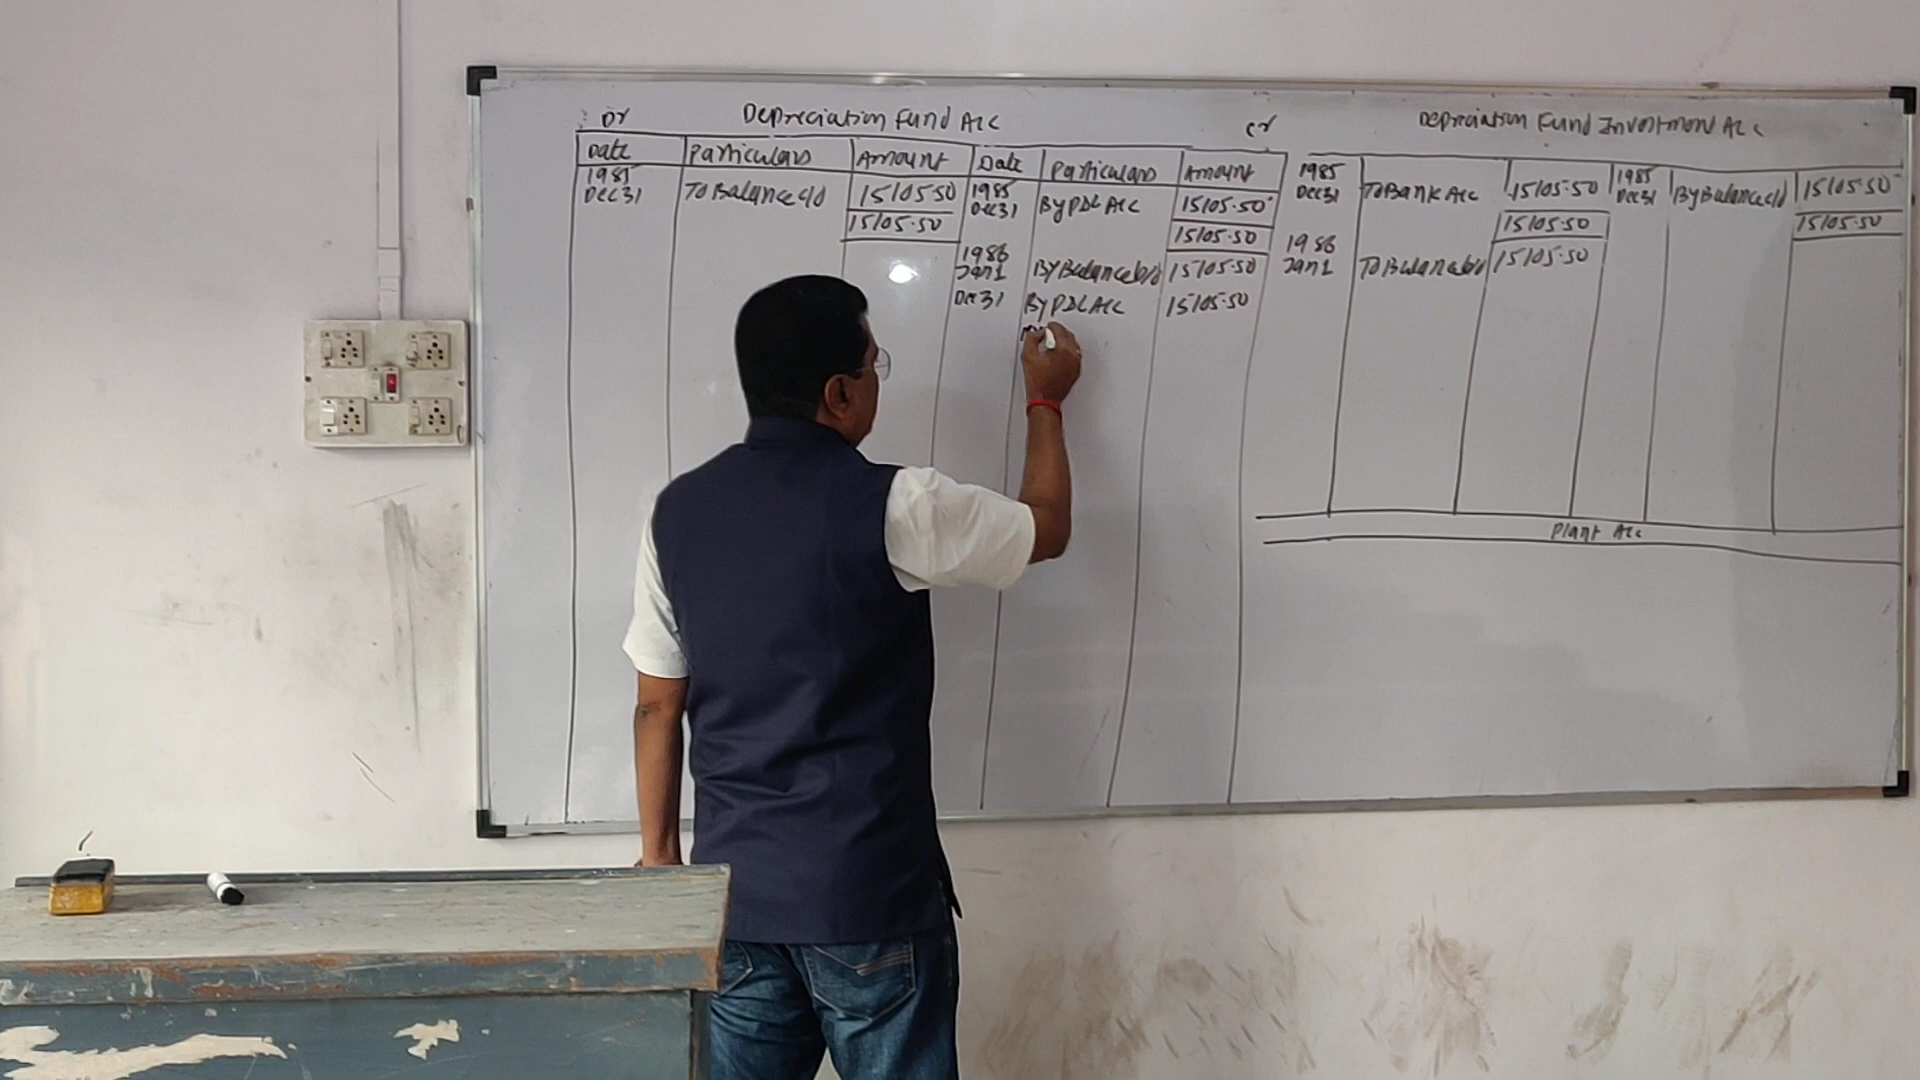 Dr Depreciation Fund A/c Cr
Date Particulars Amount Date Particulars Amount
1985
Dec 31 To Balance c/d 15105.50 1985
Dec 31 By P&L A/c 15105.50
15105.50 15105.50
1986
Jan 1 By Balance b/d 15105.50
Dec 31 By P&L A/c 15105.50
Depreciation Fund Investment A/c
1985
Dec 31 To Bank A/c 15105.50 1985
Dec 31 By Balance c/d 15105.50
15105.50 15105.50
1986
Jan 1 To Balance b/d 15105.50
Plant A/c